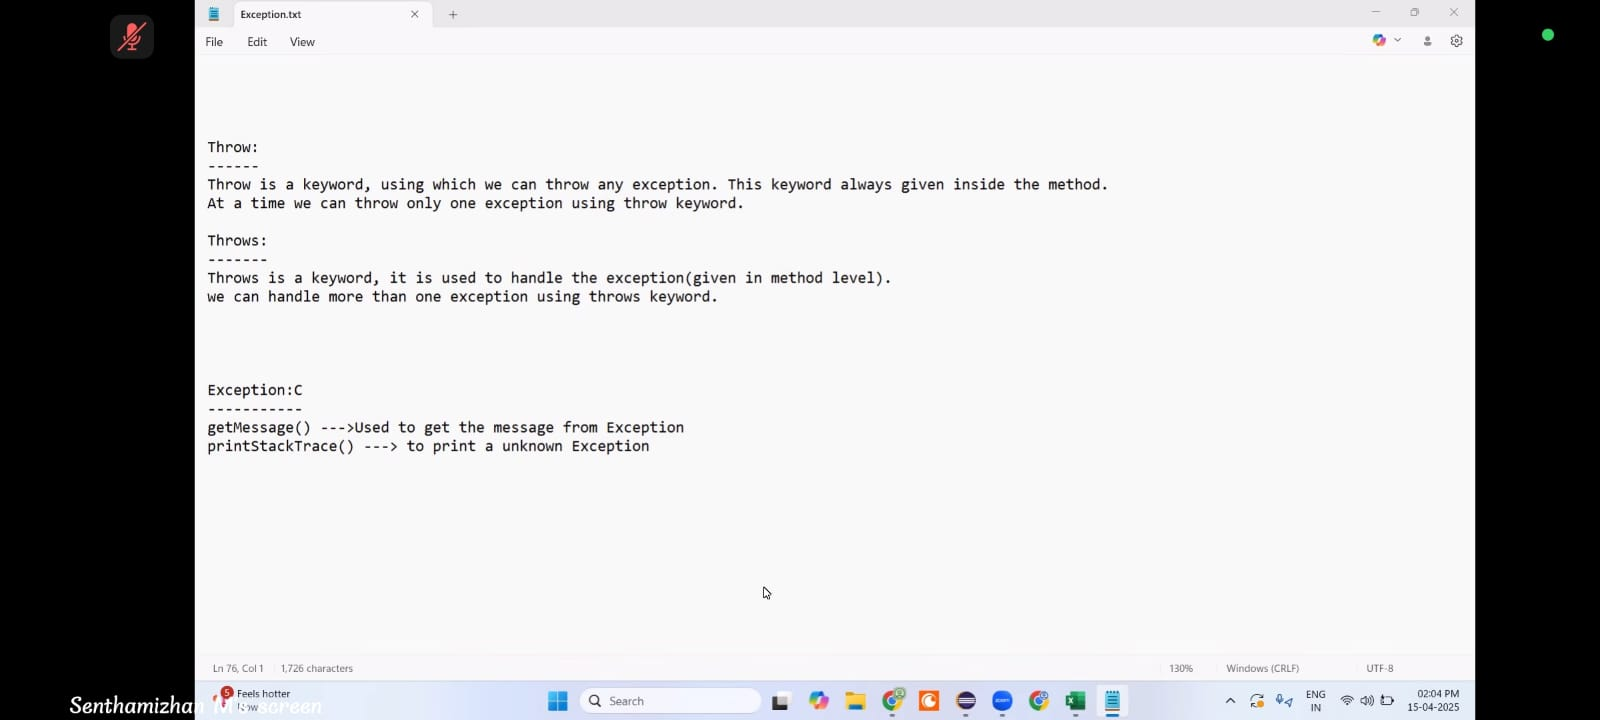 Exception.txt
File Edit View
Throw:
------
Throw is a keyword, using which we can throw any exception. This keyword always given inside the method.
At a time we can throw only one exception using throw keyword.
Throws:
-------
Throws is a keyword, it is used to handle the exception(given in method level).
we can handle more than one exception using throws keyword.
Exception:C
-----------
getMessage() --->Used to get the message from Exception
printStackTrace() ---> to print a unknown Exception
Ln 76, Col 1 1,726 characters 130% Windows (CRLF) UTF-8
5 Feels hotter
Now
Senthamizhan M's screen
Search
ENG
IN
02:04 PM
15-04-2025